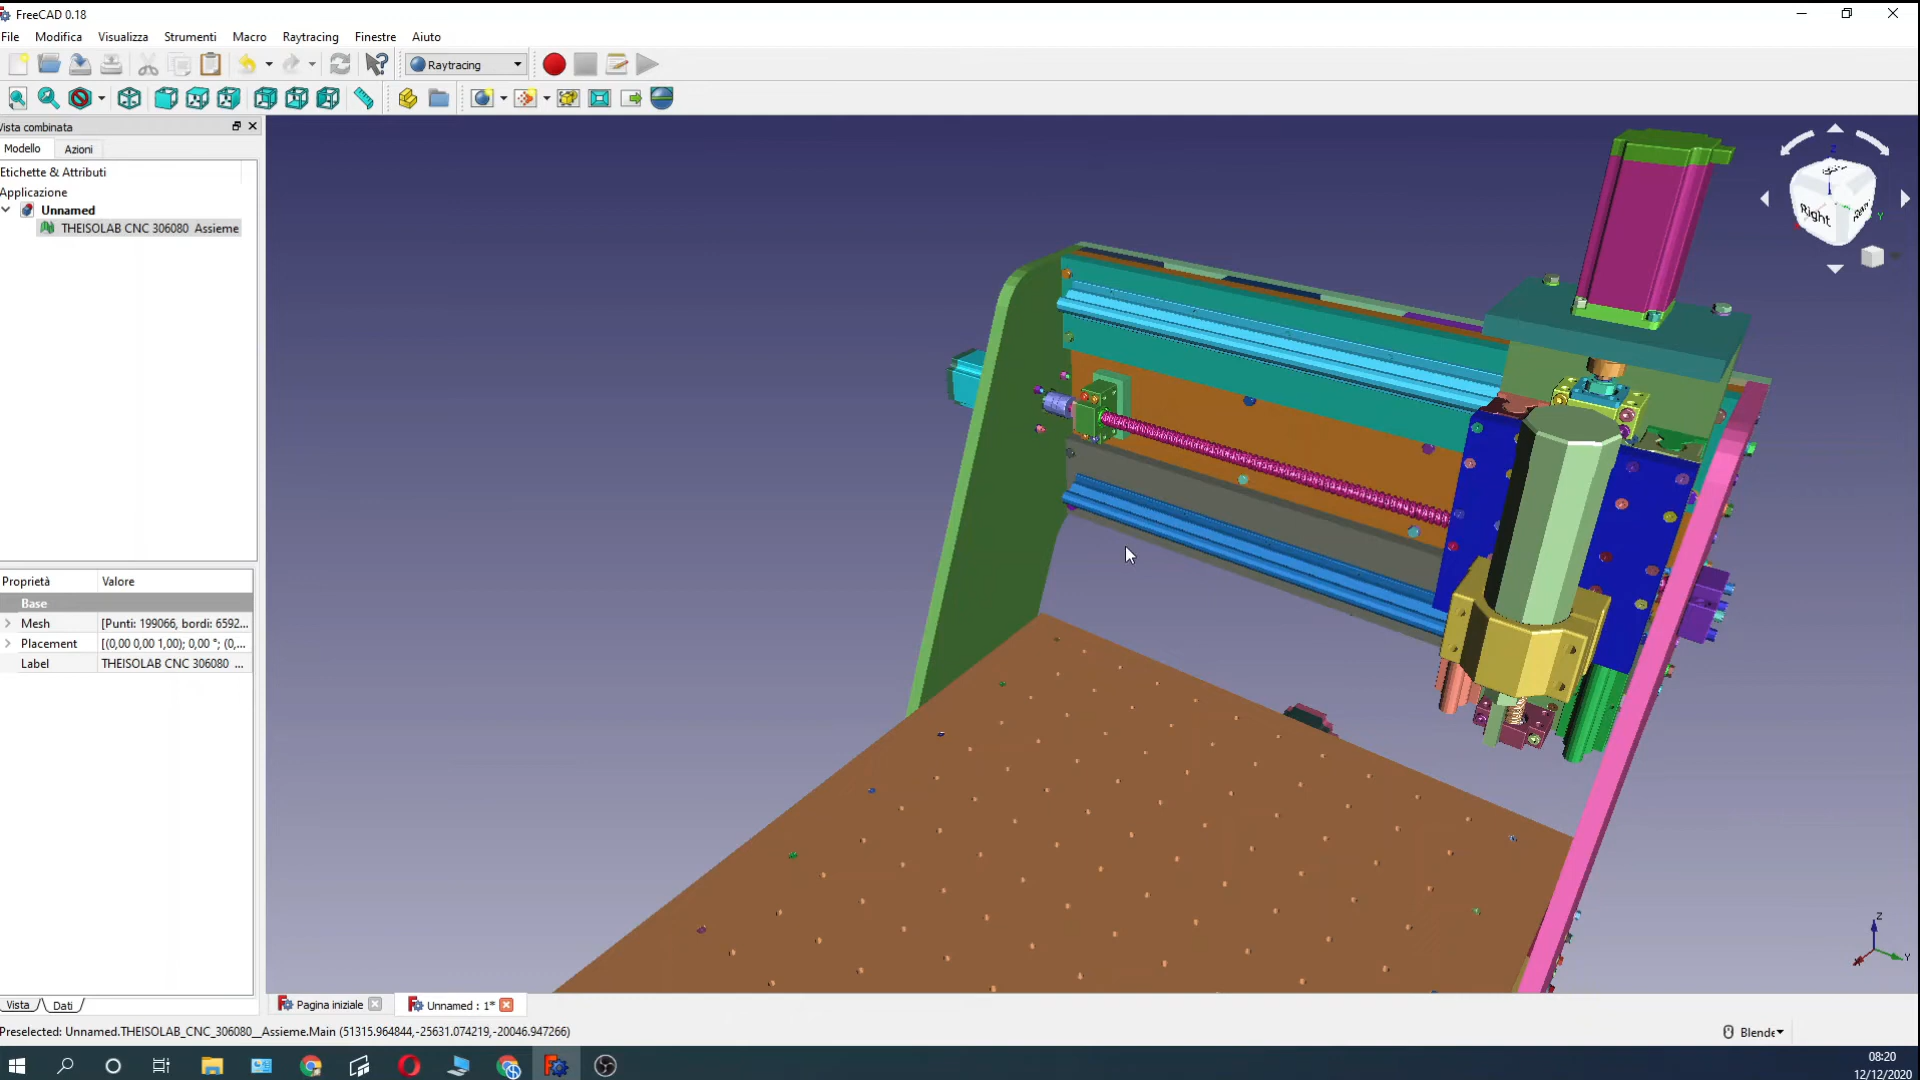 FreeCAD 0.18
File Modifica Visualizza Strumenti Macro Raytracing Finestre Aiuto
Raytracing
Vista combinata
Modello Azioni
Etichette & Attributi
Applicazione
Unnamed
THEISOLAB CNC 306080 Assieme
Right
Z
Y
Proprietà Valore
Base
Mesh [Punti: 199066, bordi: 6592...
Placement [(0,00 0,00 1,00); 0,00 °; (0,...
Label THEISOLAB CNC 306080 ...
Z
Y
X
Vista Dati
Pagina iniziale Unnamed : 1*
Preselected: Unnamed.THEISOLAB_CNC_306080__Assieme.Main (51315.964844,-25631.074219,-20046.947266)
Blender
08:20
12/12/2020